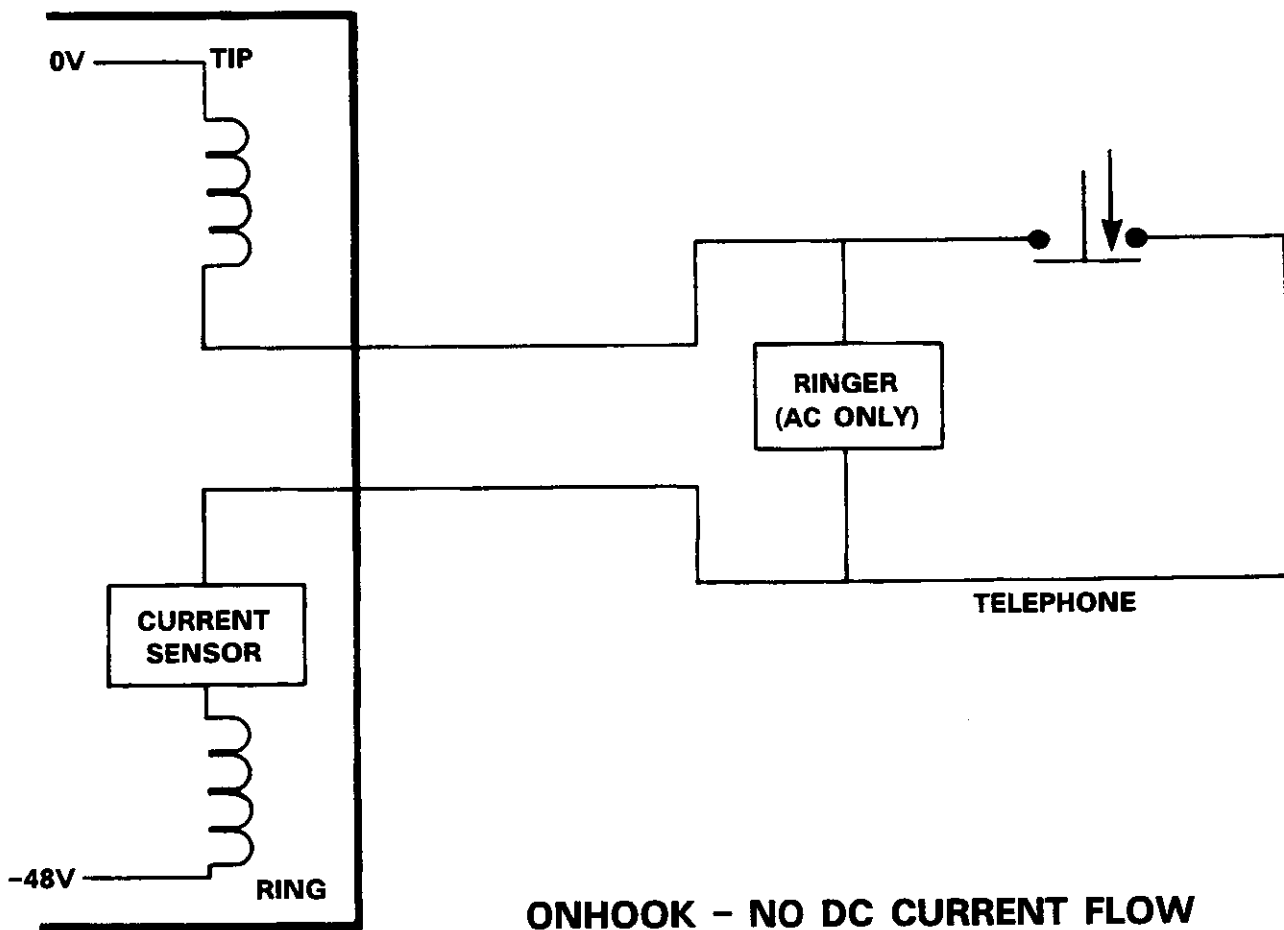 0V
TIP
RINGER
(AC ONLY)
CURRENT
SENSOR
TELEPHONE
-48V
RING
ONHOOK - NO DC CURRENT FLOW